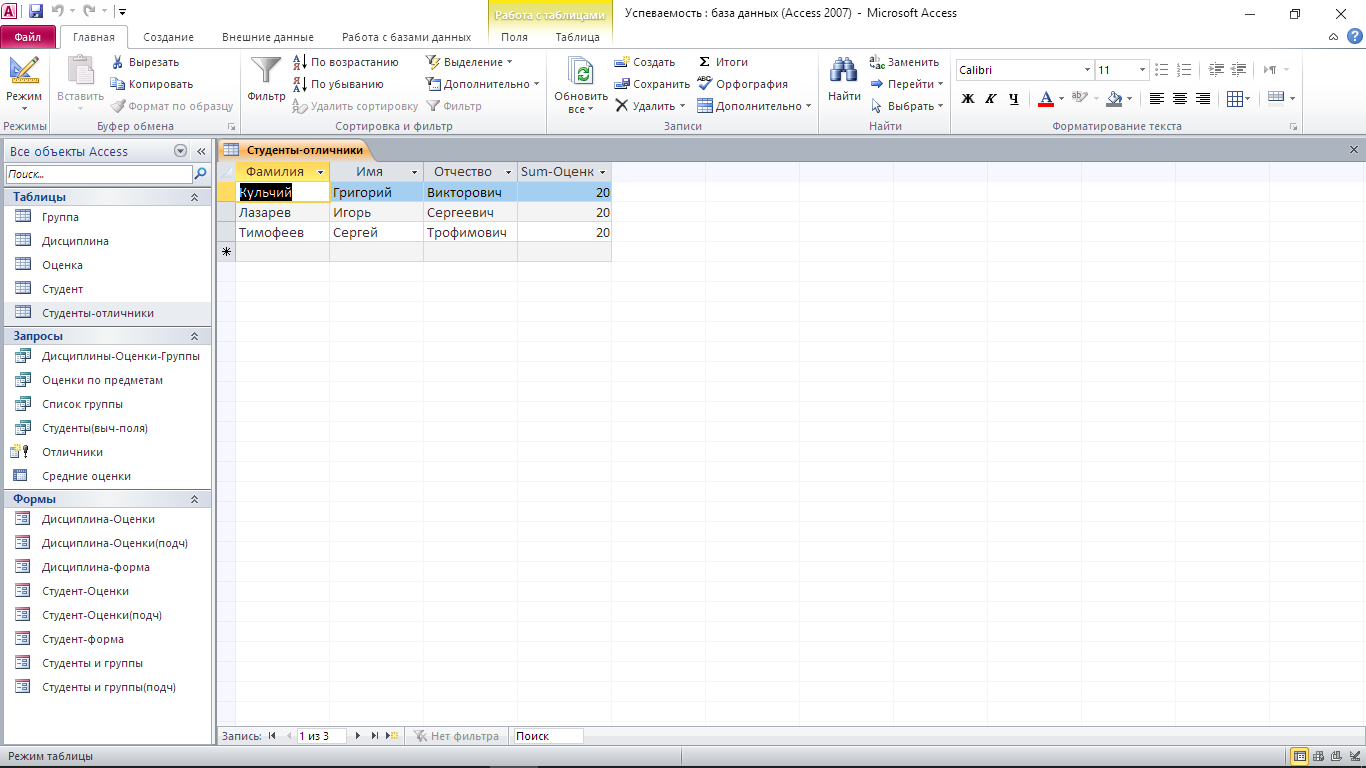 Работа с таблицами
Успеваемость : база данных (Access 2007) - Microsoft Access
Файл Главная Создание Внешние данные Работа с базами данных Поля Таблица
Режим
Режимы
Вставить
Вырезать
Копировать
Формат по образцу
Буфер обмена
Фильтр
По возрастанию
По убыванию
Удалить сортировку
Выделение
Дополнительно
Фильтр
Сортировка и фильтр
Обновить все
Создать
Сохранить
Удалить
Итоги
Орфография
Дополнительно
Записи
Найти
Заменить
Перейти
Выбрать
Найти
Calibri 11
Ж К Ч А
Форматирование текста
Все объекты Access
Поиск...
Таблицы
Группа
Дисциплина
Оценка
Студент
Студенты-отличники
Запросы
Дисциплины-Оценки-Группы
Оценки по предметам
Список группы
Студенты(выч-поля)
Отличники
Средние оценки
Формы
Дисциплина-Оценки
Дисциплина-Оценки(подч)
Дисциплина-форма
Студент-Оценки
Студент-Оценки(подч)
Студент-форма
Студенты и группы
Студенты и группы(подч)
Студенты-отличники
Фамилия Имя Отчество Sum-Оценк
Кульчий Григорий Викторович 20
Лазарев Игорь Сергеевич 20
Тимофеев Сергей Трофимович 20
Запись: 1 из 3 Нет фильтра Поиск
Режим таблицы